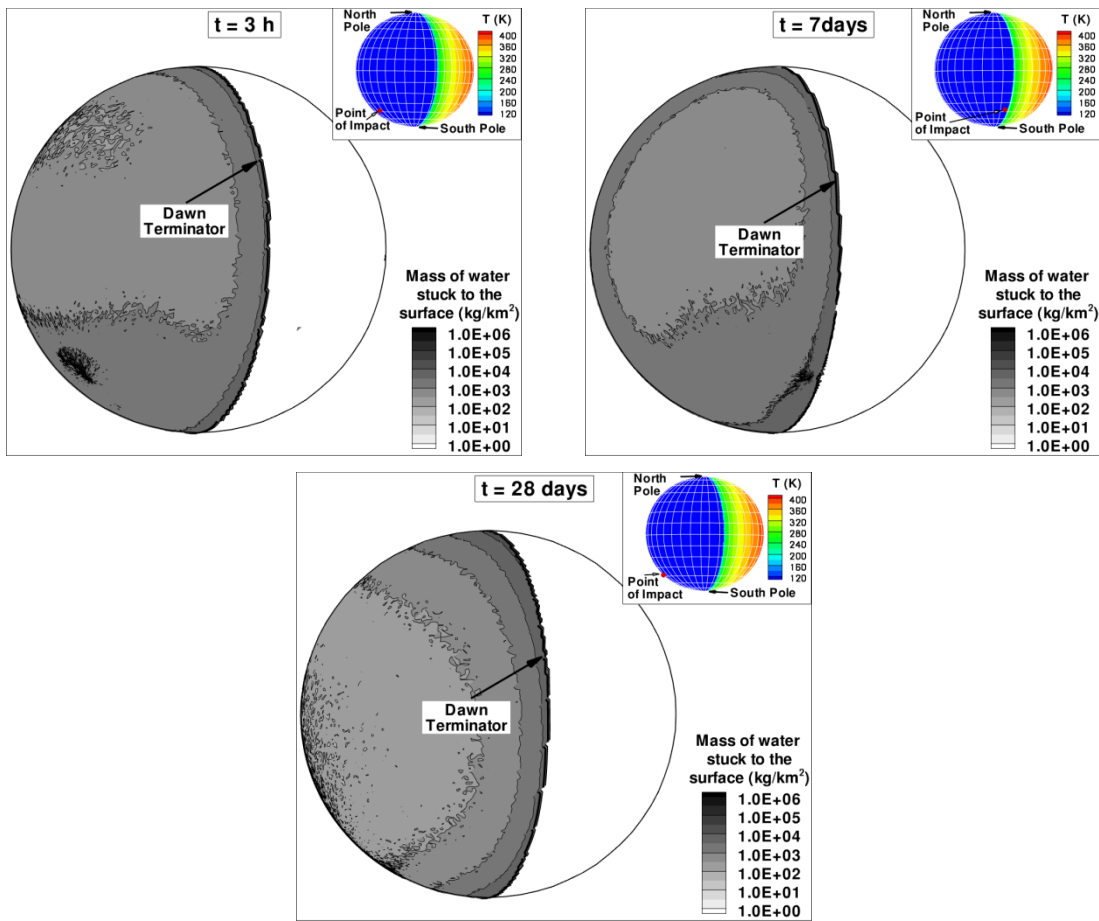 t = 3 h
North
Pole
T (K)
400
360
320
280
240
200
160
120
Point
of Impact
South Pole
Dawn
Terminator
Mass of water
stuck to the
surface (kg/km²)
1.0E+06
1.0E+05
1.0E+04
1.0E+03
1.0E+02
1.0E+01
1.0E+00
t = 7days
North
Pole
T (K)
400
360
320
280
240
200
160
120
Point
of Impact
South Pole
Dawn
Terminator
Mass of water
stuck to the
surface (kg/km²)
1.0E+06
1.0E+05
1.0E+04
1.0E+03
1.0E+02
1.0E+01
1.0E+00
t = 28 days
North
Pole
T (K)
400
360
320
280
240
200
160
120
Point
of Impact
South Pole
Dawn
Terminator
Mass of water
stuck to the
surface (kg/km²)
1.0E+06
1.0E+05
1.0E+04
1.0E+03
1.0E+02
1.0E+01
1.0E+00